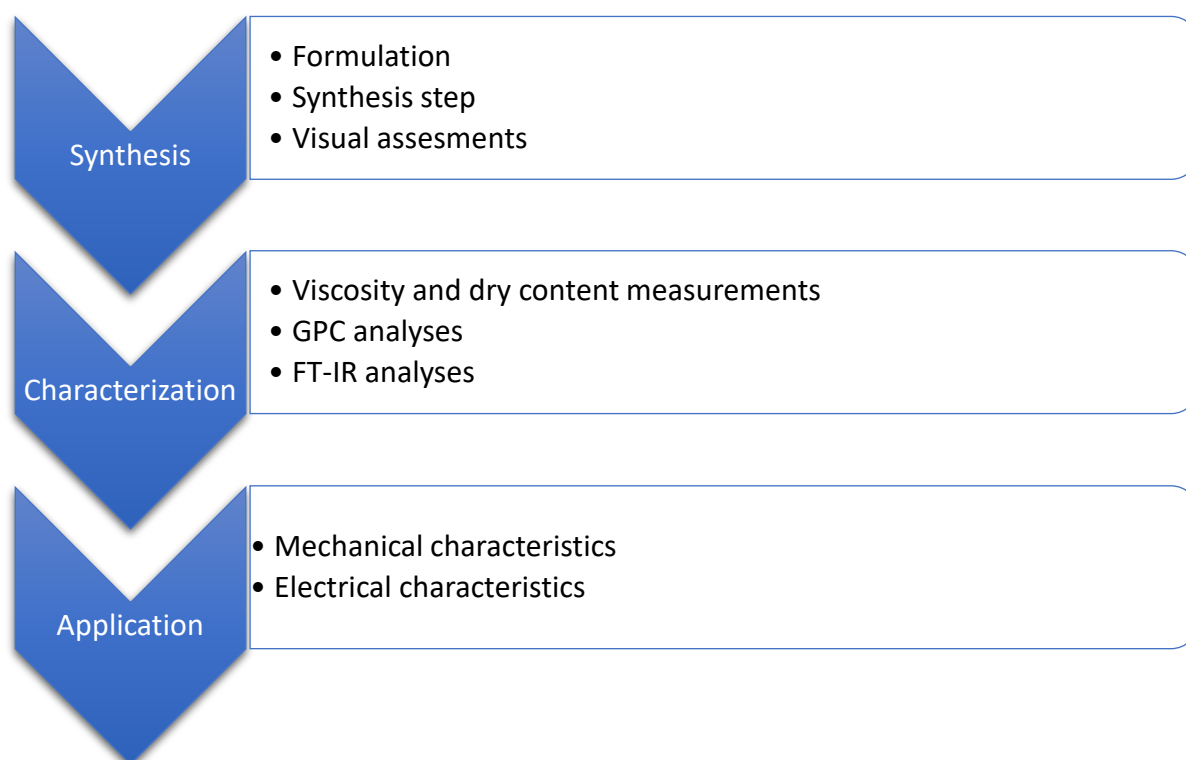 Synthesis
• Formulation
• Synthesis step
• Visual assesments
Characterization
• Viscosity and dry content measurements
• GPC analyses
• FT-IR analyses
Application
• Mechanical characteristics
• Electrical characteristics